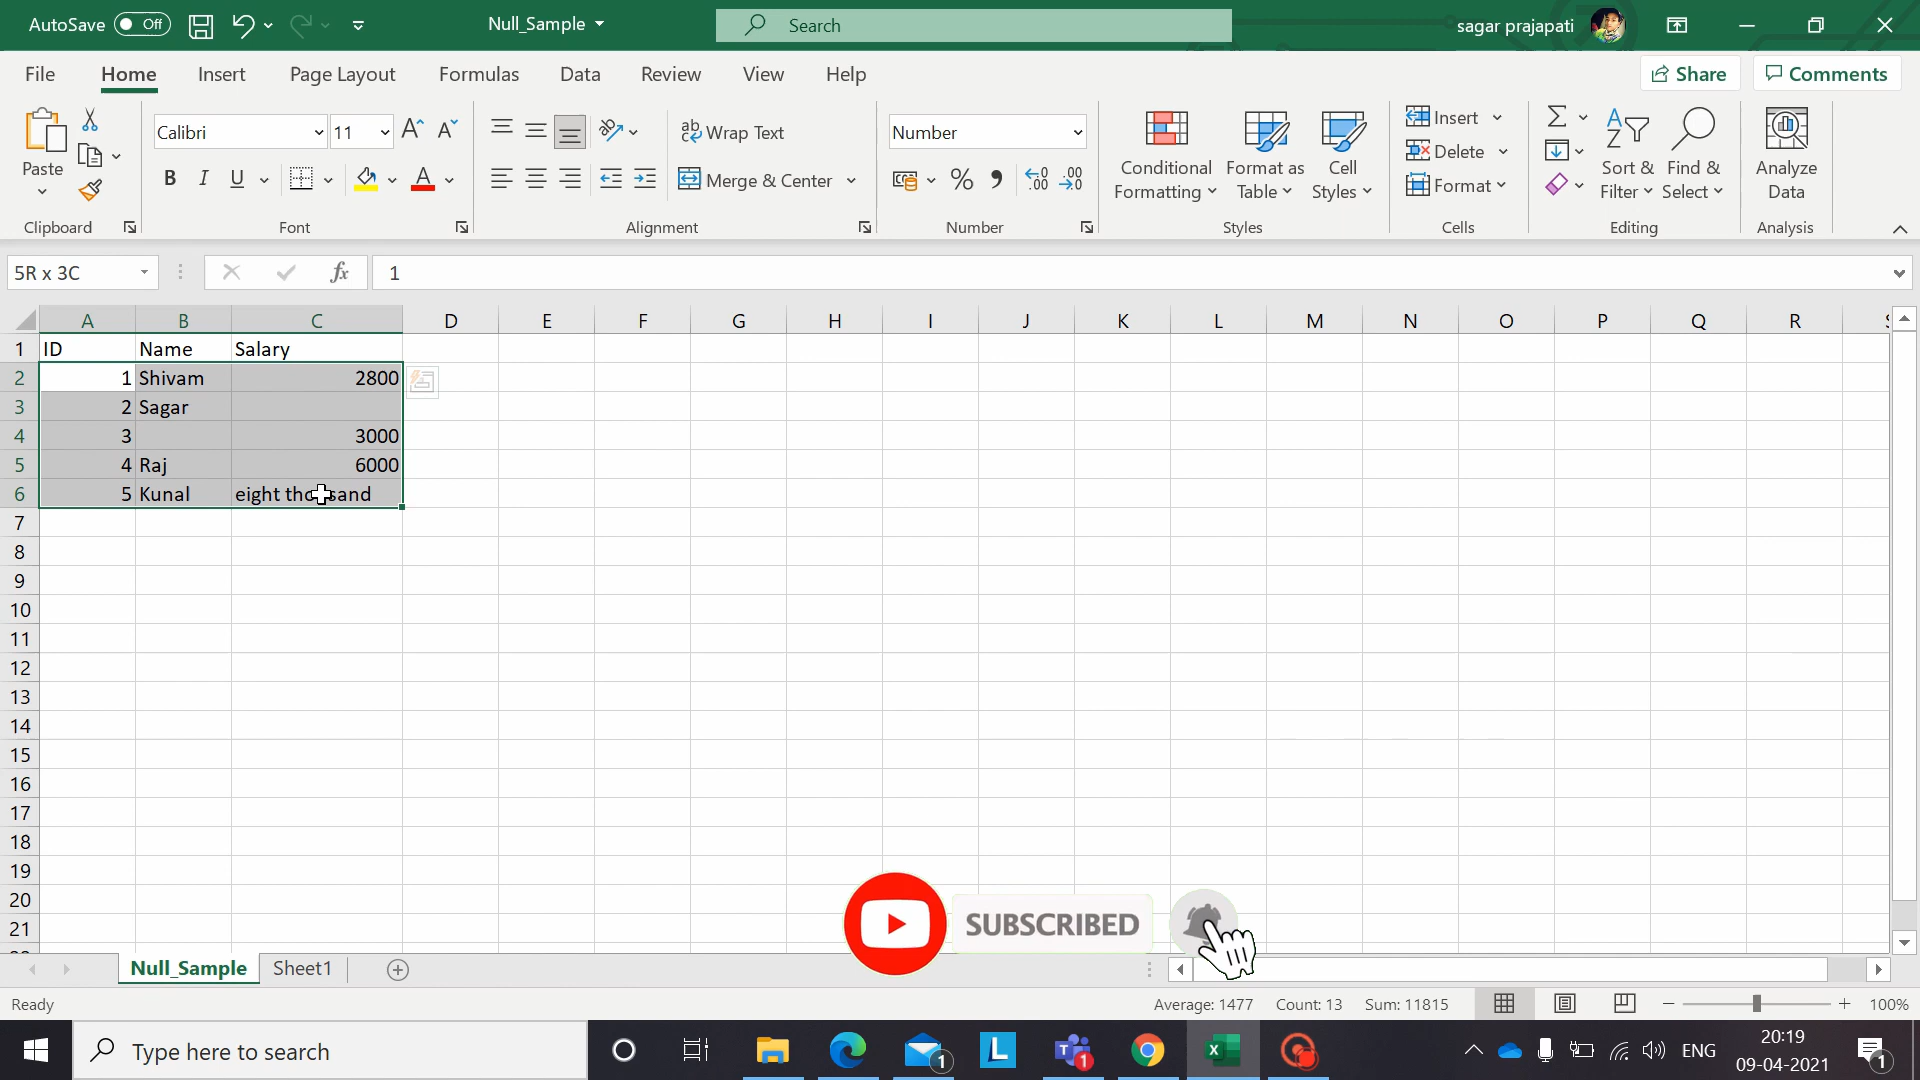 AutoSave Off Null_Sample Search sagar prajapati
File Home Insert Page Layout Formulas Data Review View Help Share Comments
Paste
Clipboard
Calibri 11
B I U
Font
Wrap Text
Merge & Center
Alignment
Number
%
Number
Conditional Formatting
Format as Table
Cell Styles
Styles
Insert
Delete
Format
Cells
Sort & Filter
Find & Select
Editing
Analyze Data
Analysis
5R x 3C fx 1
A B C D E F G H I J K L M N O P Q R
1 ID Name Salary
2 1 Shivam 2800
3 2 Sagar
4 3 3000
5 4 Raj 6000
6 5 Kunal eight thousand
7
8
9
10
11
12
13
14
15
16
17
18
19
20
21
SUBSCRIBED
Null_Sample Sheet1
Ready Average: 1477 Count: 13 Sum: 11815 100%
Type here to search
1
1
ENG
20:19
09-04-2021
1